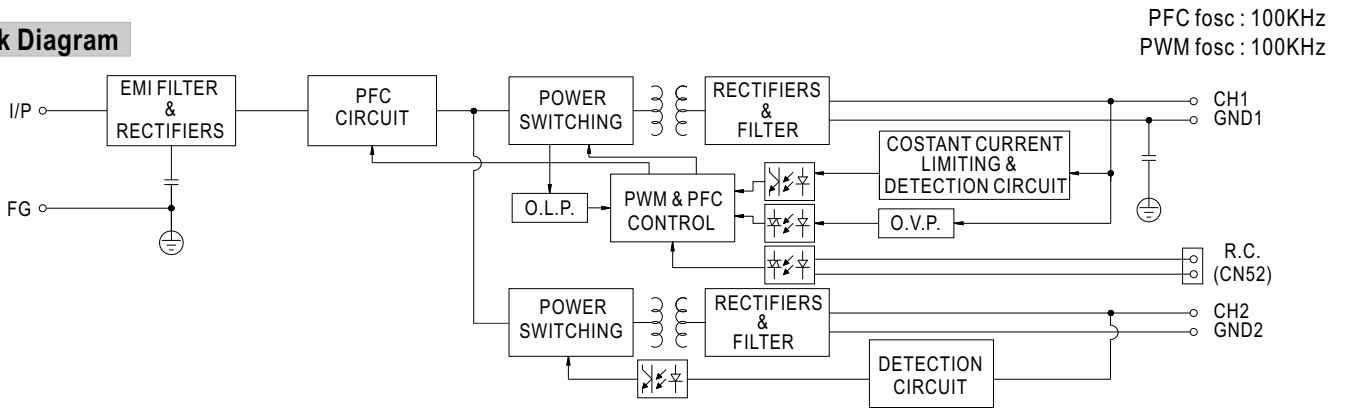 PFC fosc : 100KHz
k Diagram
PWM fosc : 100KHz
I/P
EMI FILTER
&
RECTIFIERS
PFC
CIRCUIT
POWER
SWITCHING
RECTIFIERS
&
FILTER
CH1
GND1
COSTANT CURRENT
LIMITING &
DETECTION CIRCUIT
FG
O.L.P.
PWM & PFC
CONTROL
O.V.P.
R.C.
(CN52)
POWER
SWITCHING
RECTIFIERS
&
FILTER
CH2
GND2
DETECTION
CIRCUIT